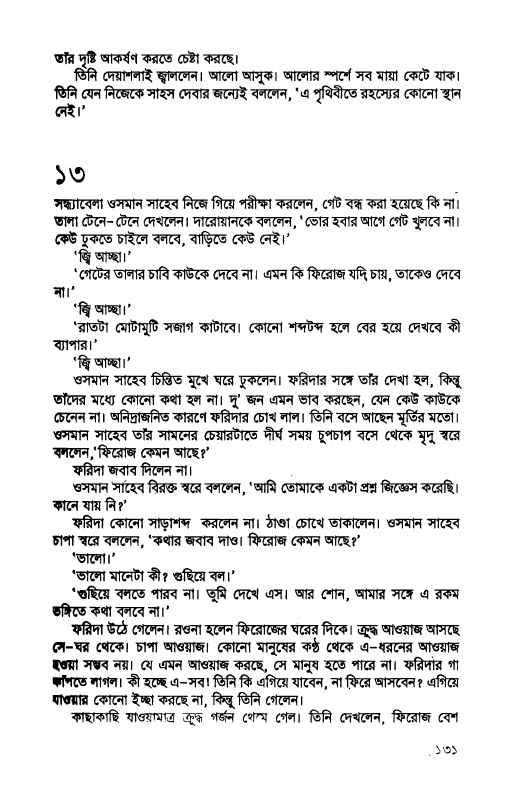 তাঁর দৃষ্টি আকর্ষণ করতে চেষ্টা করছে।
তিনি দেয়াশলাই জ্বাললেন। আলো আসুক। আলোর স্পর্শে সব মায়া কেটে যাক।
তিনি যেন নিজেকে সাহস দেবার জন্যেই বললেন, 'এ পৃথিবীতে রহস্যের কোনো স্থান
নেই।'
১৩
সন্ধ্যাবেলা ওসমান সাহেব নিজে গিয়ে পরীক্ষা করলেন, গেট বন্ধ করা হয়েছে কি না।
তালা টেনে-টেনে দেখলেন। দারোয়ানকে বললেন, 'ভোর হবার আগে গেট খুলবে না।
কেউ ঢুকতে চাইলে বলবে, বাড়িতে কেউ নেই।'
'জ্বি আচ্ছা।'
'গেটের তালার চাবি কাউকে দেবে না। এমন কি ফিরোজ যদি চায়, তাকেও দেবে
না।'
'জ্বি আচ্ছা।'
'রাতটা মোটামুটি সজাগ কাটাবে। কোনো শব্দটব্দ হলে বের হয়ে দেখবে কী
ব্যাপার।'
'জ্বি আচ্ছা।'
ওসমান সাহেব চিন্তিত মুখে ঘরে ঢুকলেন। ফরিদার সঙ্গে তাঁর দেখা হল, কিন্তু
তাঁদের মধ্যে কোনো কথা হল না। দু' জন এমন ভাব করছেন, যেন কেউ কাউকে
চেনেন না। অনিদ্রাজনিত কারণে ফরিদার চোখ লাল। তিনি বসে আছেন মূর্তির মতো।
ওসমান সাহেব তাঁর সামনের চেয়ারটাতে দীর্ঘ সময় চুপচাপ বসে থেকে মৃদু স্বরে
বললেন,'ফিরোজ কেমন আছে?'
ফরিদা জবাব দিলেন না।
ওসমান সাহেব বিরক্ত স্বরে বললেন, 'আমি তোমাকে একটা প্রশ্ন জিজ্ঞেস করেছি।
কানে যায় নি?'
ফরিদা কোনো সাড়াশব্দ করলেন না। ঠাণ্ডা চোখে তাকালেন। ওসমান সাহেব
চাপা স্বরে বললেন, 'কথার জবাব দাও। ফিরোজ কেমন আছে?'
'ভালো।'
'ভালো মানেটা কী? গুছিয়ে বল।'
'গুছিয়ে বলতে পারব না। তুমি দেখে এস। আর শোন, আমার সঙ্গে এ রকম
ভঙ্গিতে কথা বলবে না।'
ফরিদা উঠে গেলেন। রওনা হলেন ফিরোজের ঘরের দিকে। ক্রুদ্ধ আওয়াজ আসছে
সে-ঘর থেকে। চাপা আওয়াজ। কোনো মানুষের কণ্ঠ থেকে এ-ধরনের আওয়াজ
হওয়া সম্ভব নয়। যে এমন আওয়াজ করছে, সে মানুষ হতে পারে না। ফরিদার গা
কাঁপতে লাগল। কী হচ্ছে এ-সব! তিনি কি এগিয়ে যাবেন, না ফিরে আসবেন? এগিয়ে
যাওয়ার কোনো ইচ্ছা করছে না, কিন্তু তিনি গেলেন।
কাছাকাছি যাওয়ামাত্র ক্রুদ্ধ গর্জন থেমে গেল। তিনি দেখলেন, ফিরোজ বেশ
১৩১